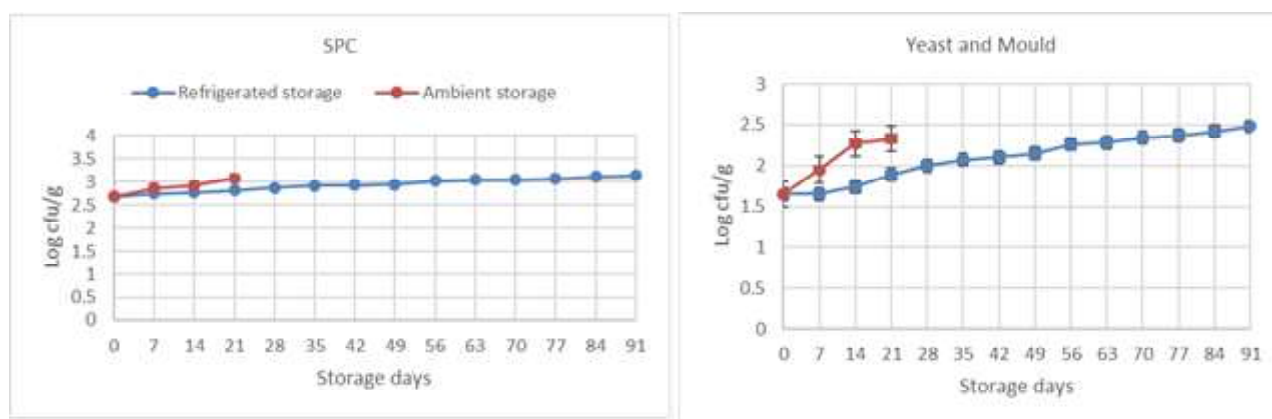 SPC
Refrigerated storage Ambient storage
Log cfu/g
4
3.5
3
2.5
2
1.5
1
0.5
0
0 7 14 21 28 35 42 49 56 63 70 77 84 91
Storage days
Yeast and Mould
Log cfu/g
3
2.5
2
1.5
1
0.5
0
0 7 14 21 28 35 42 49 56 63 70 77 84 91
Storage days